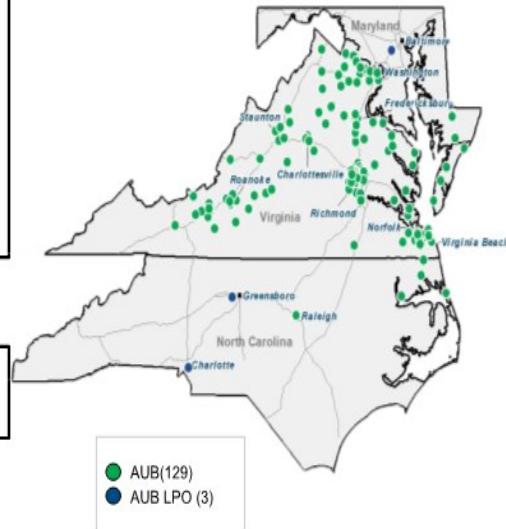 Maryland
Baltimore
Washington
Fredericksburg
Staunton
Charlottesville
Roanoke
Richmond
Virginia
Norfolk
Virginia Beach
Greensboro
Raleigh
North Carolina
Charlotte
AUB(129)
AUB LPO (3)